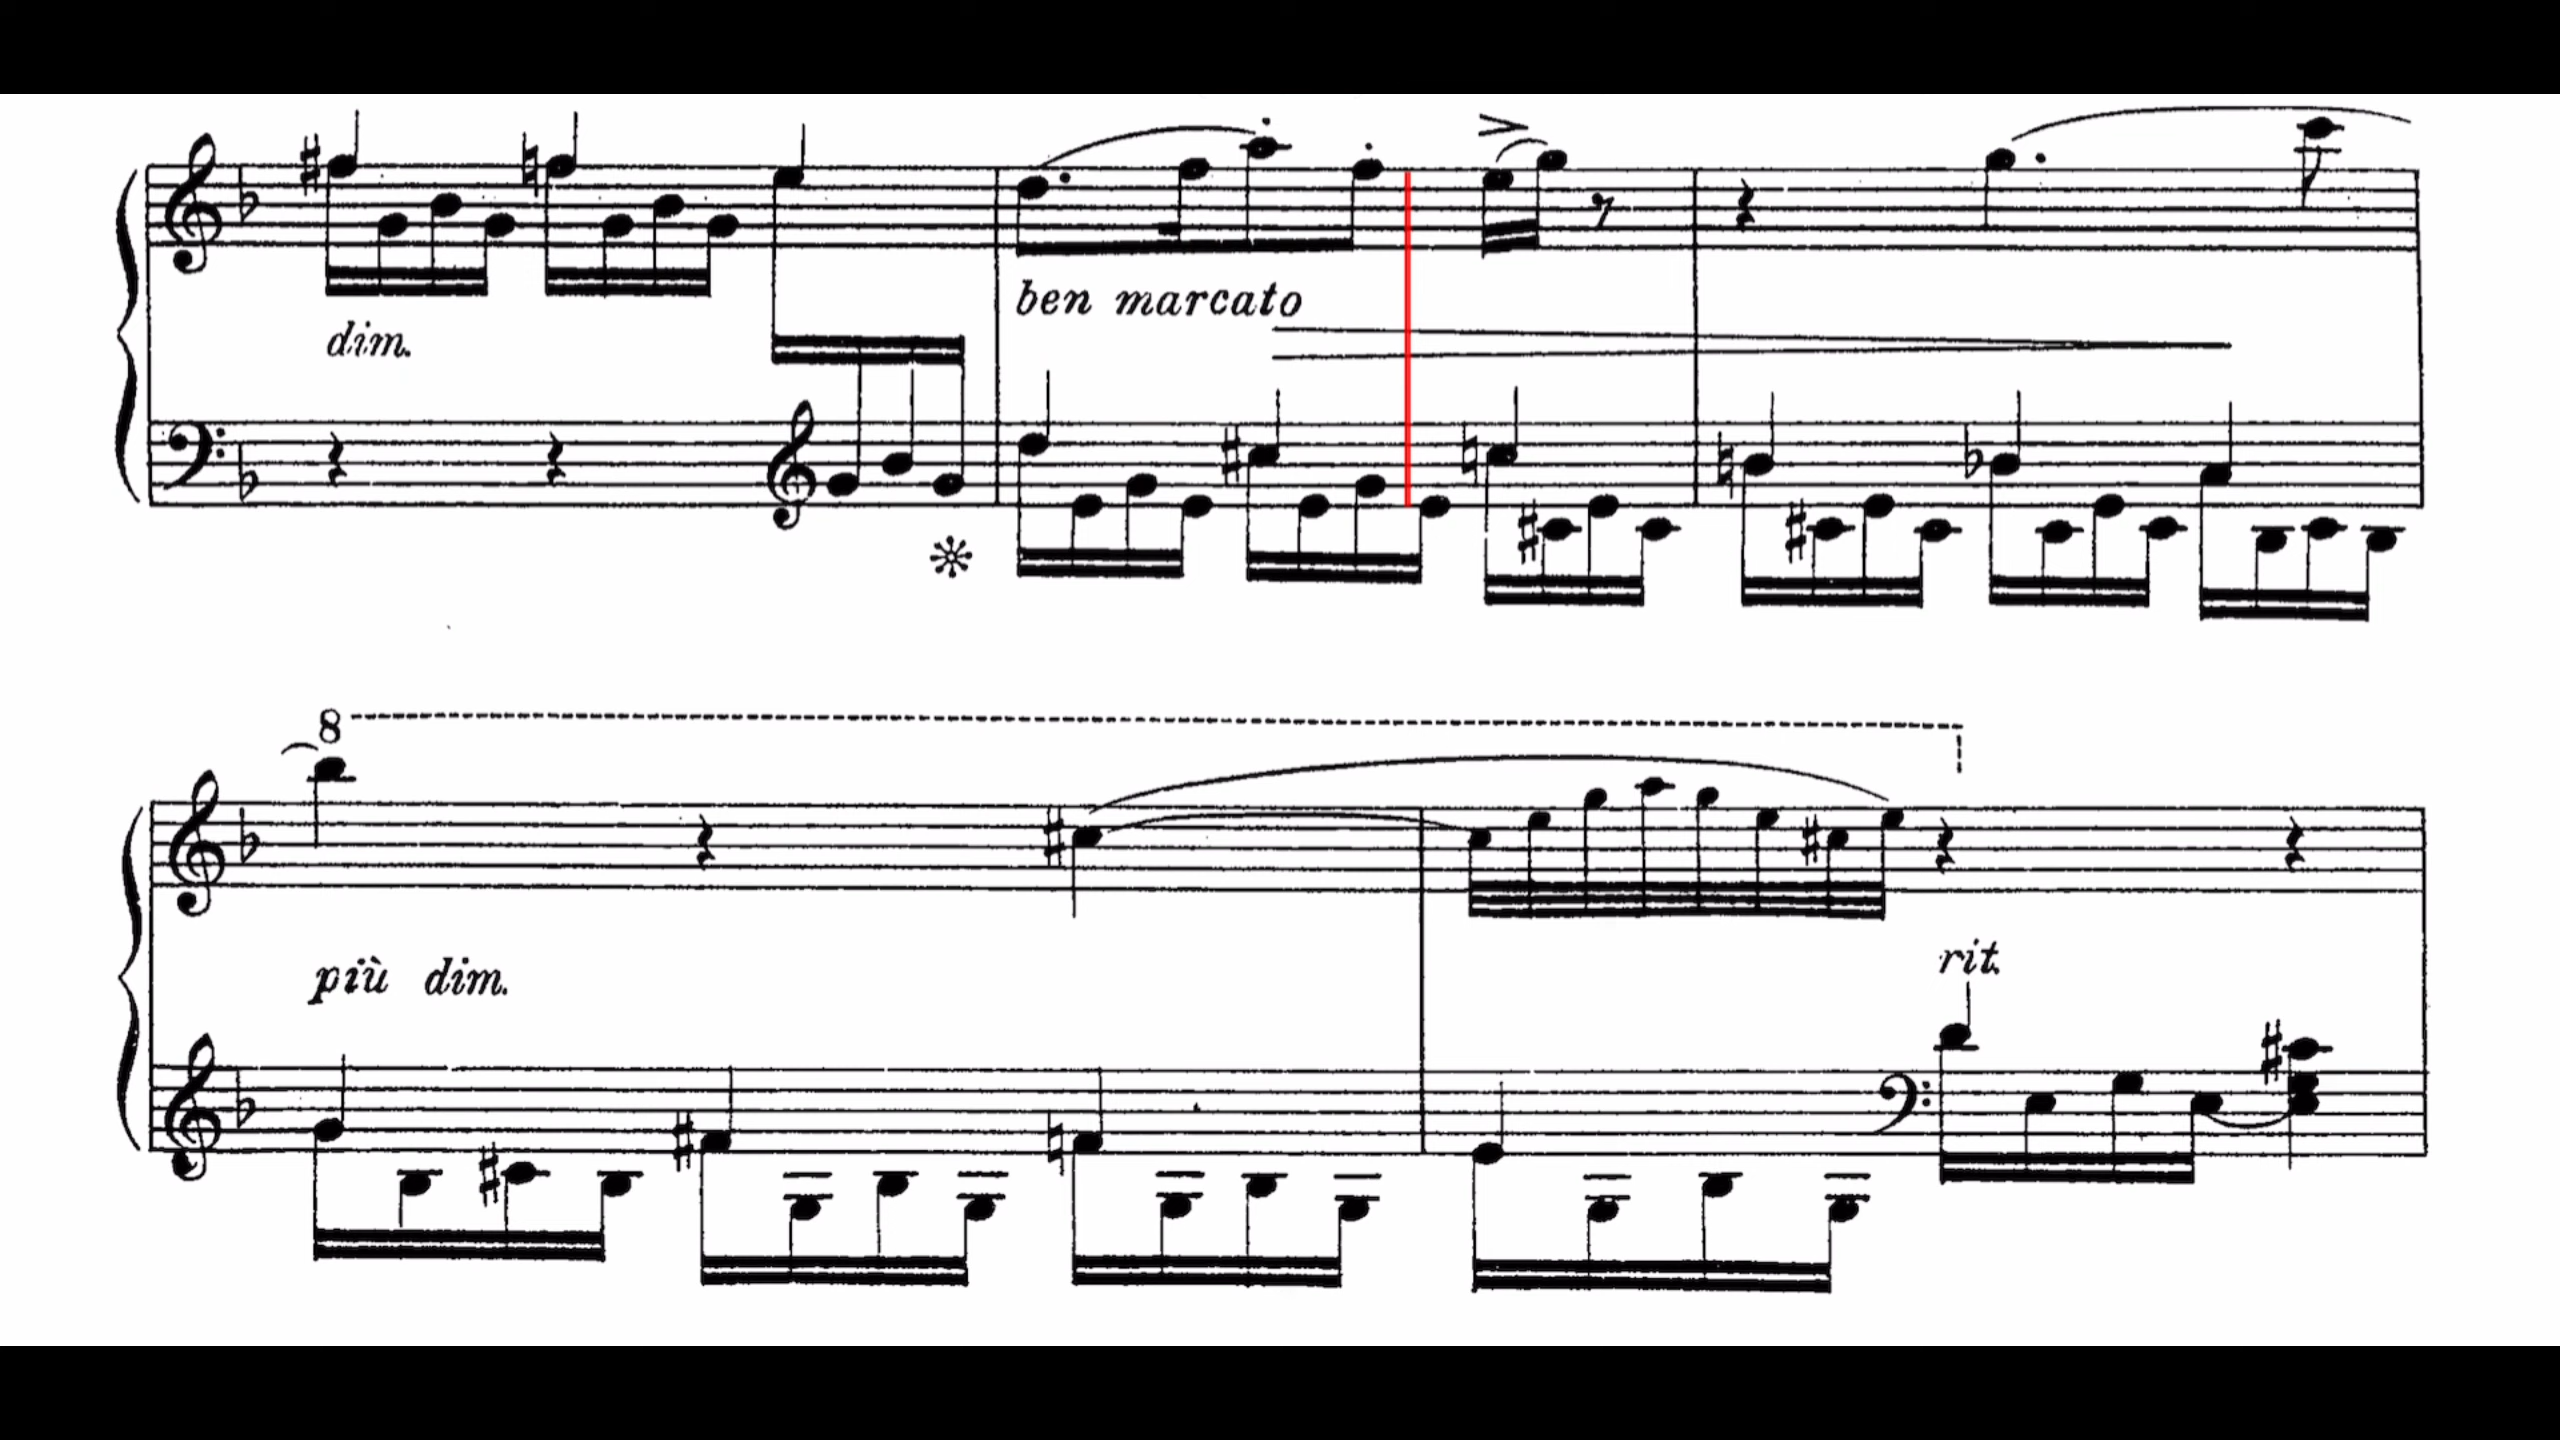 dim.
ben marcato
8
più dim.
rit.